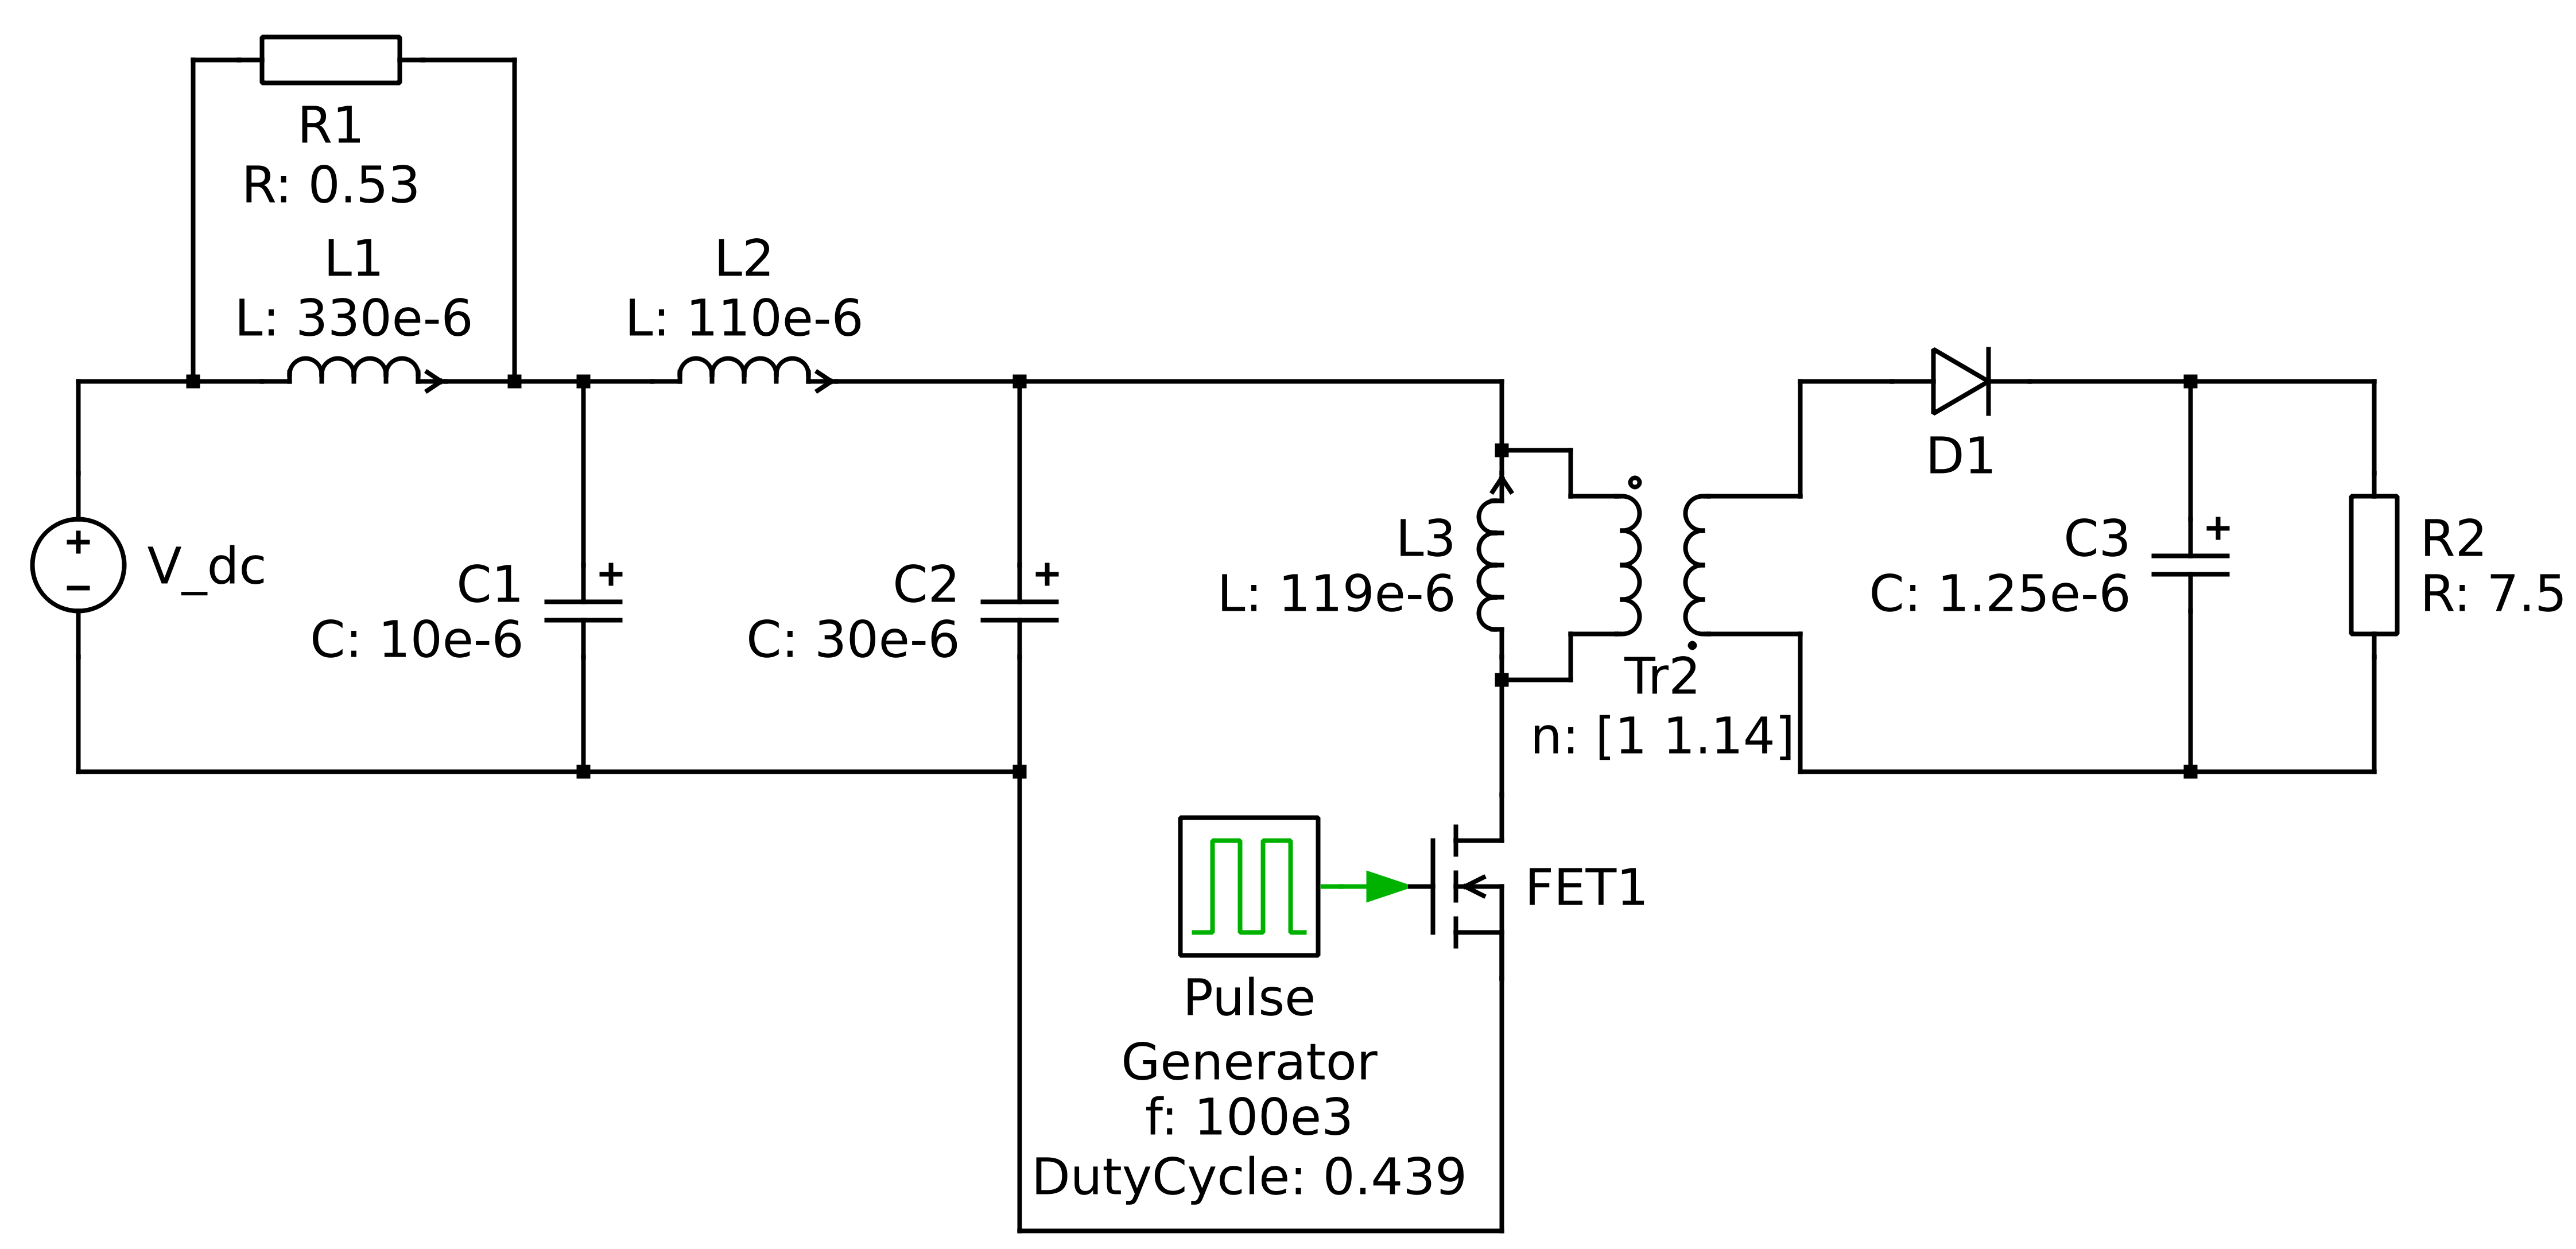 R1
R: 0.53
L1
L: 330e-6
L2
L: 110e-6
V_dc
C1
C: 10e-6
C2
C: 30e-6
L3
L: 119e-6
Tr2
n: [1 1.14]
D1
C3
C: 1.25e-6
R2
R: 7.5
FET1
Pulse
Generator
f: 100e3
DutyCycle: 0.439